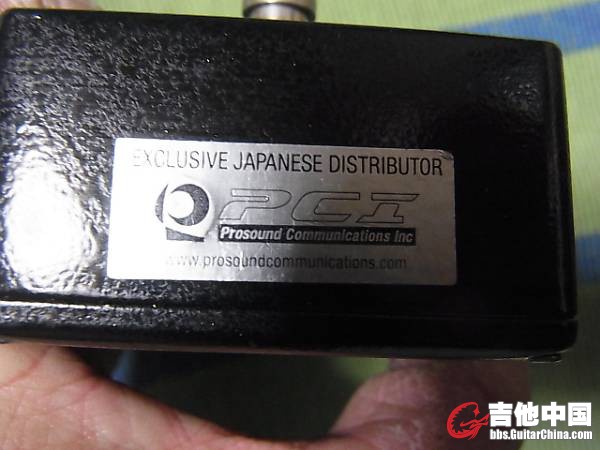 EXCLUSIVE JAPANESE DISTRIBUTOR
PCI
Prosound Communications Inc
www.prosoundcommunications.com
吉他中国
bbs.GuitarChina.com